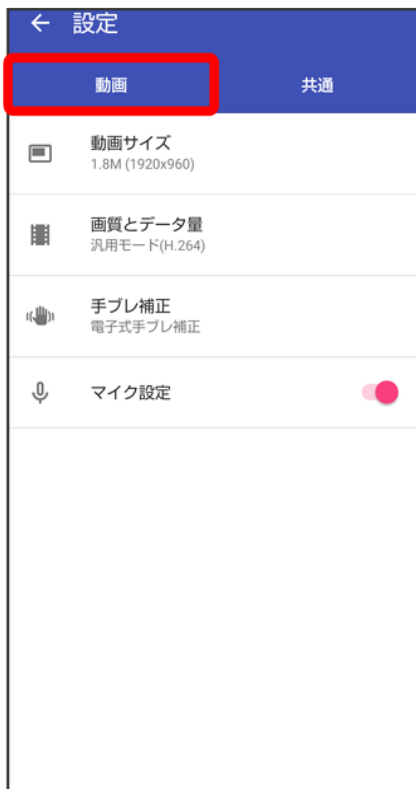 設定
動画
共通
動画サイズ
1.8M (1920x960)
画質とデータ量
汎用モード(H.264)
手ブレ補正
電子式手ブレ補正
マイク設定